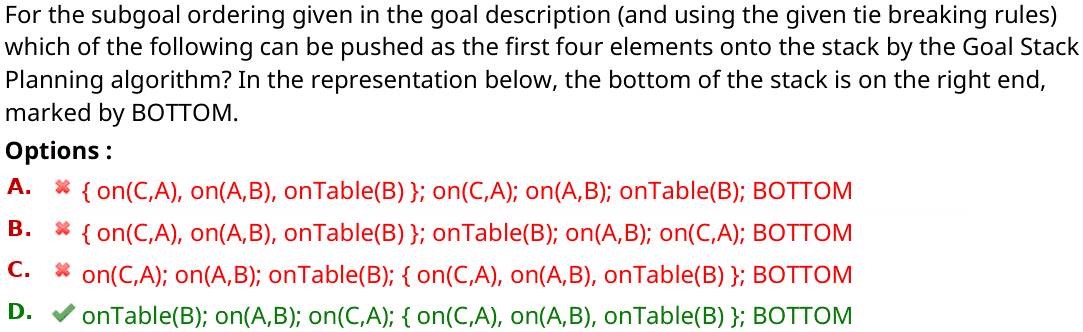 For the subgoal ordering given in the goal description (and using the given tie breaking rules)
which of the following can be pushed as the first four elements onto the stack by the Goal Stack
Planning algorithm? In the representation below, the bottom of the stack is on the right end,
marked by BOTTOM.
Options :
A. ✖ { on(C,A), on(A,B), onTable(B) }; on(C,A); on(A,B); onTable(B); BOTTOM
B. ✖ { on(C,A), on(A,B), onTable(B) }; onTable(B); on(A,B); on(C,A); BOTTOM
C. ✖ on(C,A); on(A,B); onTable(B); { on(C,A), on(A,B), onTable(B) }; BOTTOM
D. ✔ onTable(B); on(A,B); on(C,A); { on(C,A), on(A,B), onTable(B) }; BOTTOM